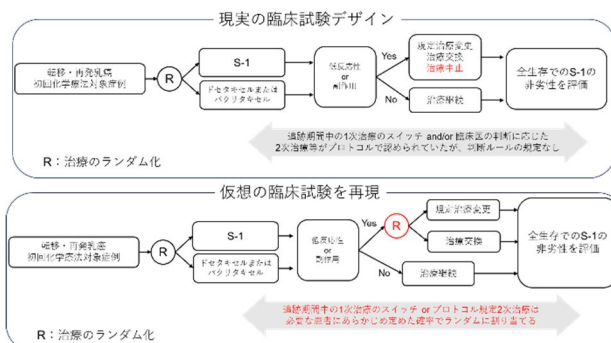 現実の臨床試験デザイン
転移・再発乳癌
初回化学療法対象症例
R
S-1
ドセタキセルまたは
パクリタキセル
低反応性
or
副作用
Yes
No
規定治療変更
治療交換
治療中止
治療継続
全生存でのS-1の
非劣性を評価
追跡期間中の1次治療のスイッチ and/or 臨床医の判断に応じた
2次治療等がプロトコルで認められていたが、判断ルールの規定なし
R：治療のランダム化
仮想の臨床試験を再現
転移・再発乳癌
初回化学療法対象症例
R
S-1
ドセタキセルまたは
パクリタキセル
低反応性
or
副作用
Yes
No
R
規定治療変更
治療交換
治療継続
全生存でのS-1の
非劣性を評価
追跡期間中の1次治療のスイッチ or プロトコル規定2次治療は
必要な患者にあらかじめ定めた確率でランダムに割り当てる
R：治療のランダム化